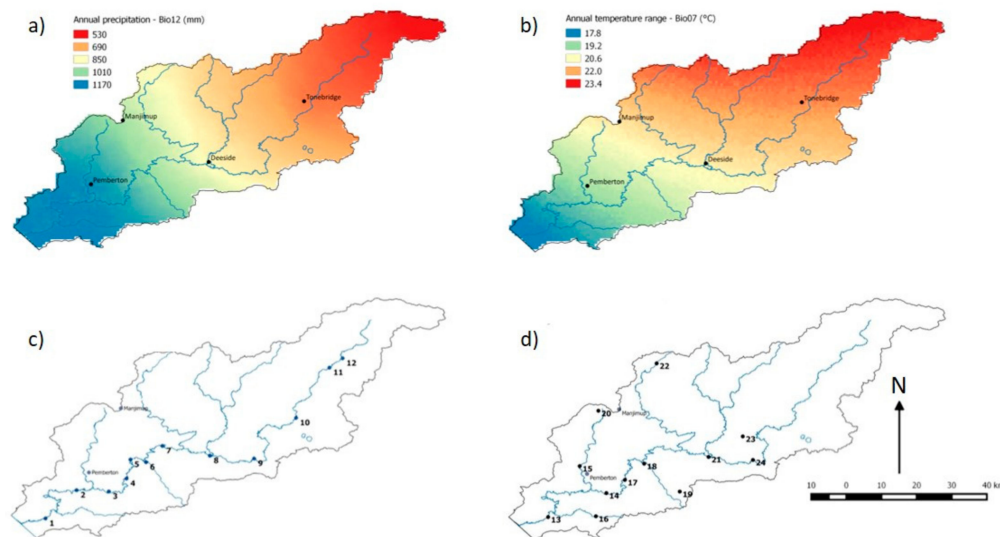 a)
Annual precipitation - Bio12 (mm)
530
690
850
1010
1170
Tonebridge
Manjimup
Deeside
Pemberton
b)
Annual temperature range - Bio07 (°C)
17.8
19.2
20.6
22.0
23.4
Tonebridge
Manjimup
Deeside
Pemberton
c)
12
11
Manjimup
10
7
5
6
8
9
Pemberton
4
2
3
1
d)
22
N
20
Manjimup
23
15
18
21
24
Pemberton
17
14
19
13
16
10 0 10 20 30 40 km